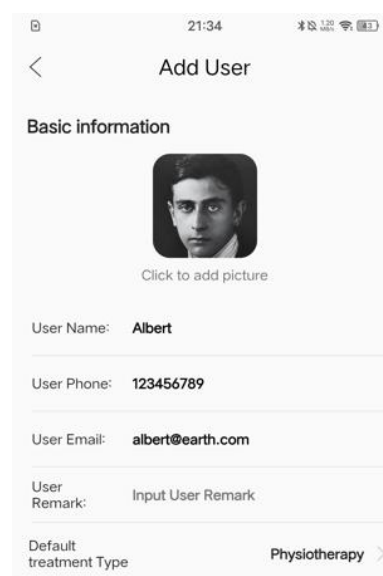 21:34
Add User
Basic information
Click to add picture
User Name: Albert
User Phone: 123456789
User Email: albert@earth.com
User
Remark: Input User Remark
Default
treatment Type Physiotherapy